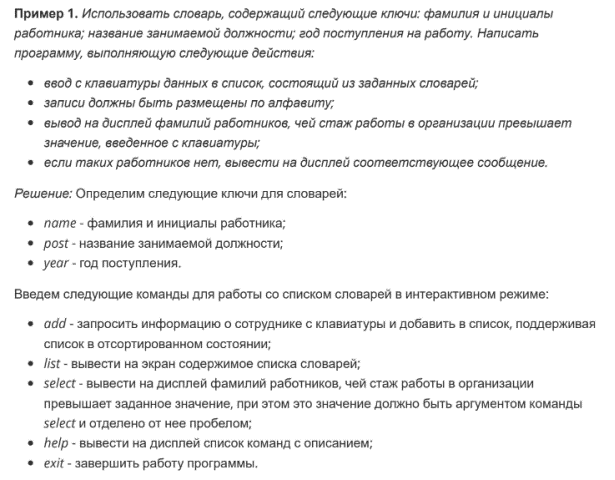 Пример 1. Использовать словарь, содержащий следующие ключи: фамилия и инициалы
работника; название занимаемой должности; год поступления на работу. Написать
программу, выполняющую следующие действия:
• ввод с клавиатуры данных в список, состоящий из заданных словарей;
• записи должны быть размещены по алфавиту;
• вывод на дисплей фамилий работников, чей стаж работы в организации превышает
значение, введенное с клавиатуры;
• если таких работников нет, вывести на дисплей соответствующее сообщение.
Решение: Определим следующие ключи для словарей:
• name - фамилия и инициалы работника;
• post - название занимаемой должности;
• year - год поступления.
Введем следующие команды для работы со списком словарей в интерактивном режиме:
• add - запросить информацию о сотруднике с клавиатуры и добавить в список, поддерживая
список в отсортированном состоянии;
• list - вывести на экран содержимое списка словарей;
• select - вывести на дисплей фамилий работников, чей стаж работы в организации
превышает заданное значение, при этом это значение должно быть аргументом команды
select и отделено от нее пробелом;
• help - вывести на дисплей список команд с описанием;
• exit - завершить работу программы.